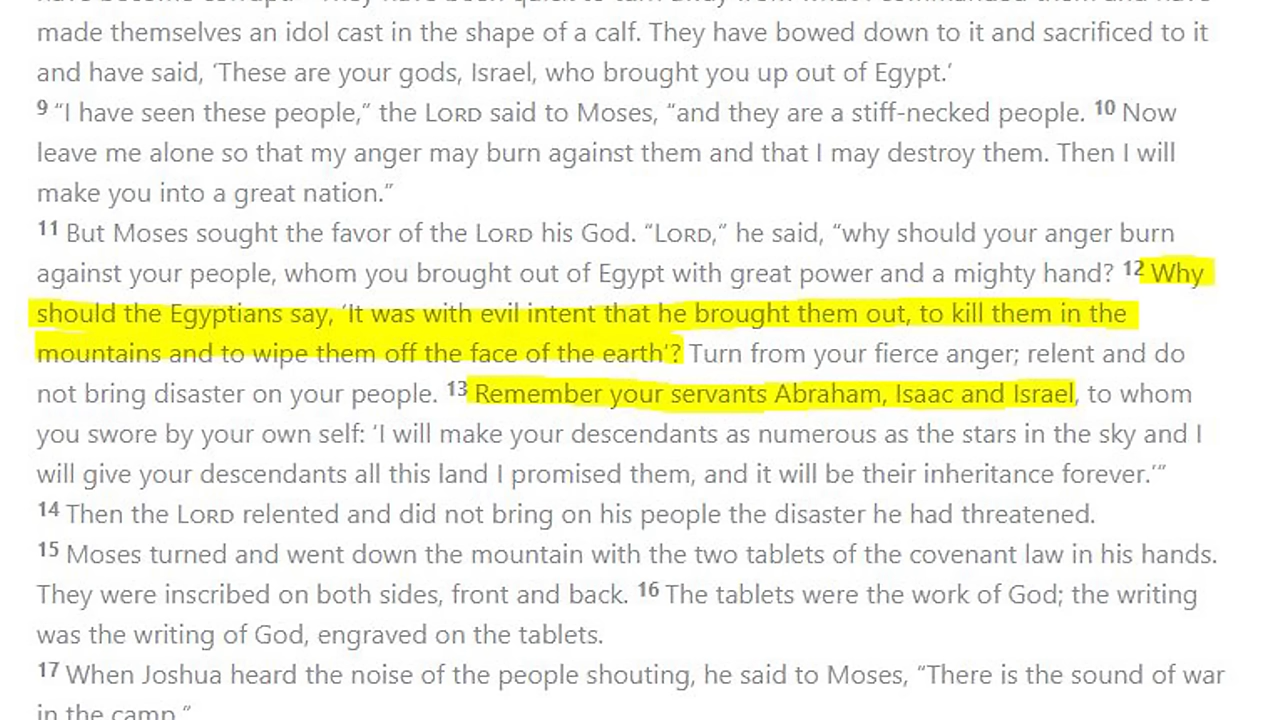 made themselves an idol cast in the shape of a calf. They have bowed down to it and sacrificed to it
and have said, ‘These are your gods, Israel, who brought you up out of Egypt.’
9 “I have seen these people,” the LORD said to Moses, “and they are a stiff-necked people. 10 Now
leave me alone so that my anger may burn against them and that I may destroy them. Then I will
make you into a great nation.”
11 But Moses sought the favor of the LORD his God. “LORD,” he said, “why should your anger burn
against your people, whom you brought out of Egypt with great power and a mighty hand? 12 Why
should the Egyptians say, ‘It was with evil intent that he brought them out, to kill them in the
mountains and to wipe them off the face of the earth’? Turn from your fierce anger; relent and do
not bring disaster on your people. 13 Remember your servants Abraham, Isaac and Israel, to whom
you swore by your own self: ‘I will make your descendants as numerous as the stars in the sky and I
will give your descendants all this land I promised them, and it will be their inheritance forever.’”
14 Then the LORD relented and did not bring on his people the disaster he had threatened.
15 Moses turned and went down the mountain with the two tablets of the covenant law in his hands.
They were inscribed on both sides, front and back. 16 The tablets were the work of God; the writing
was the writing of God, engraved on the tablets.
17 When Joshua heard the noise of the people shouting, he said to Moses, “There is the sound of war
in the camp.”